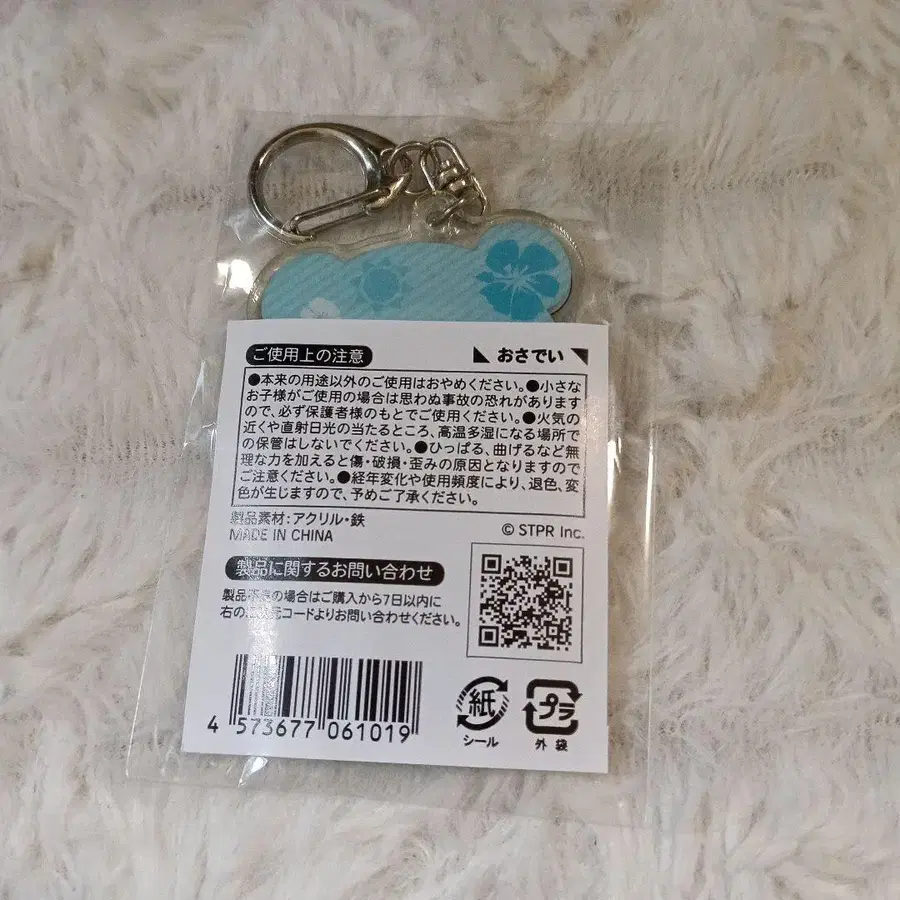 ご使用上の注意
おさでい
●本来の用途以外のご使用はおやめください。●小さな
お子様がご使用の場合は思わぬ事故の恐れがあります
ので、必ず保護者様のもとでご使用ください。●火気の
近くや直射日光の当たるところ、高温多湿になる場所で
の保管はしないでください。●ひっぱる、曲げるなど無
理な力を加えると傷・破損・歪みの原因となりますので
ご注意ください。●経年変化や使用頻度により、退色、変
色が生じますので、予めご了承ください。
製品素材:アクリル・鉄
MADE IN CHINA
© STPR Inc.
製品に関するお問い合わせ
製品不良の場合はご購入から7日以内に
右の二次元コードよりお問い合わせください。
4 573677 061019
紙
シール
プラ
外袋